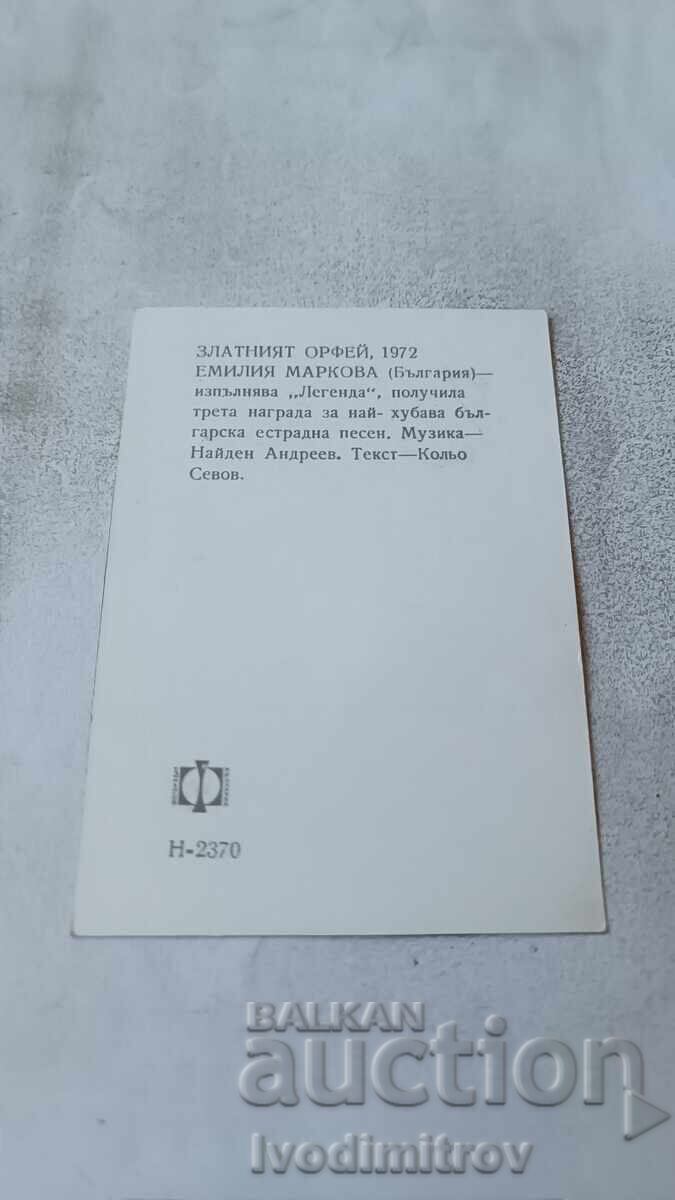 ЗЛАТНИЯТ ОРФЕЙ, 1972
ЕМИЛИЯ МАРКОВА (България)—
изпълнява „Легенда“, получила
трета награда за най- хубава бъл-
гарска естрадна песен. Музика—
Найден Андреев. Текст—Кольо
Севов.
Н-2370
BALKAN
auction
Ivodimitrov